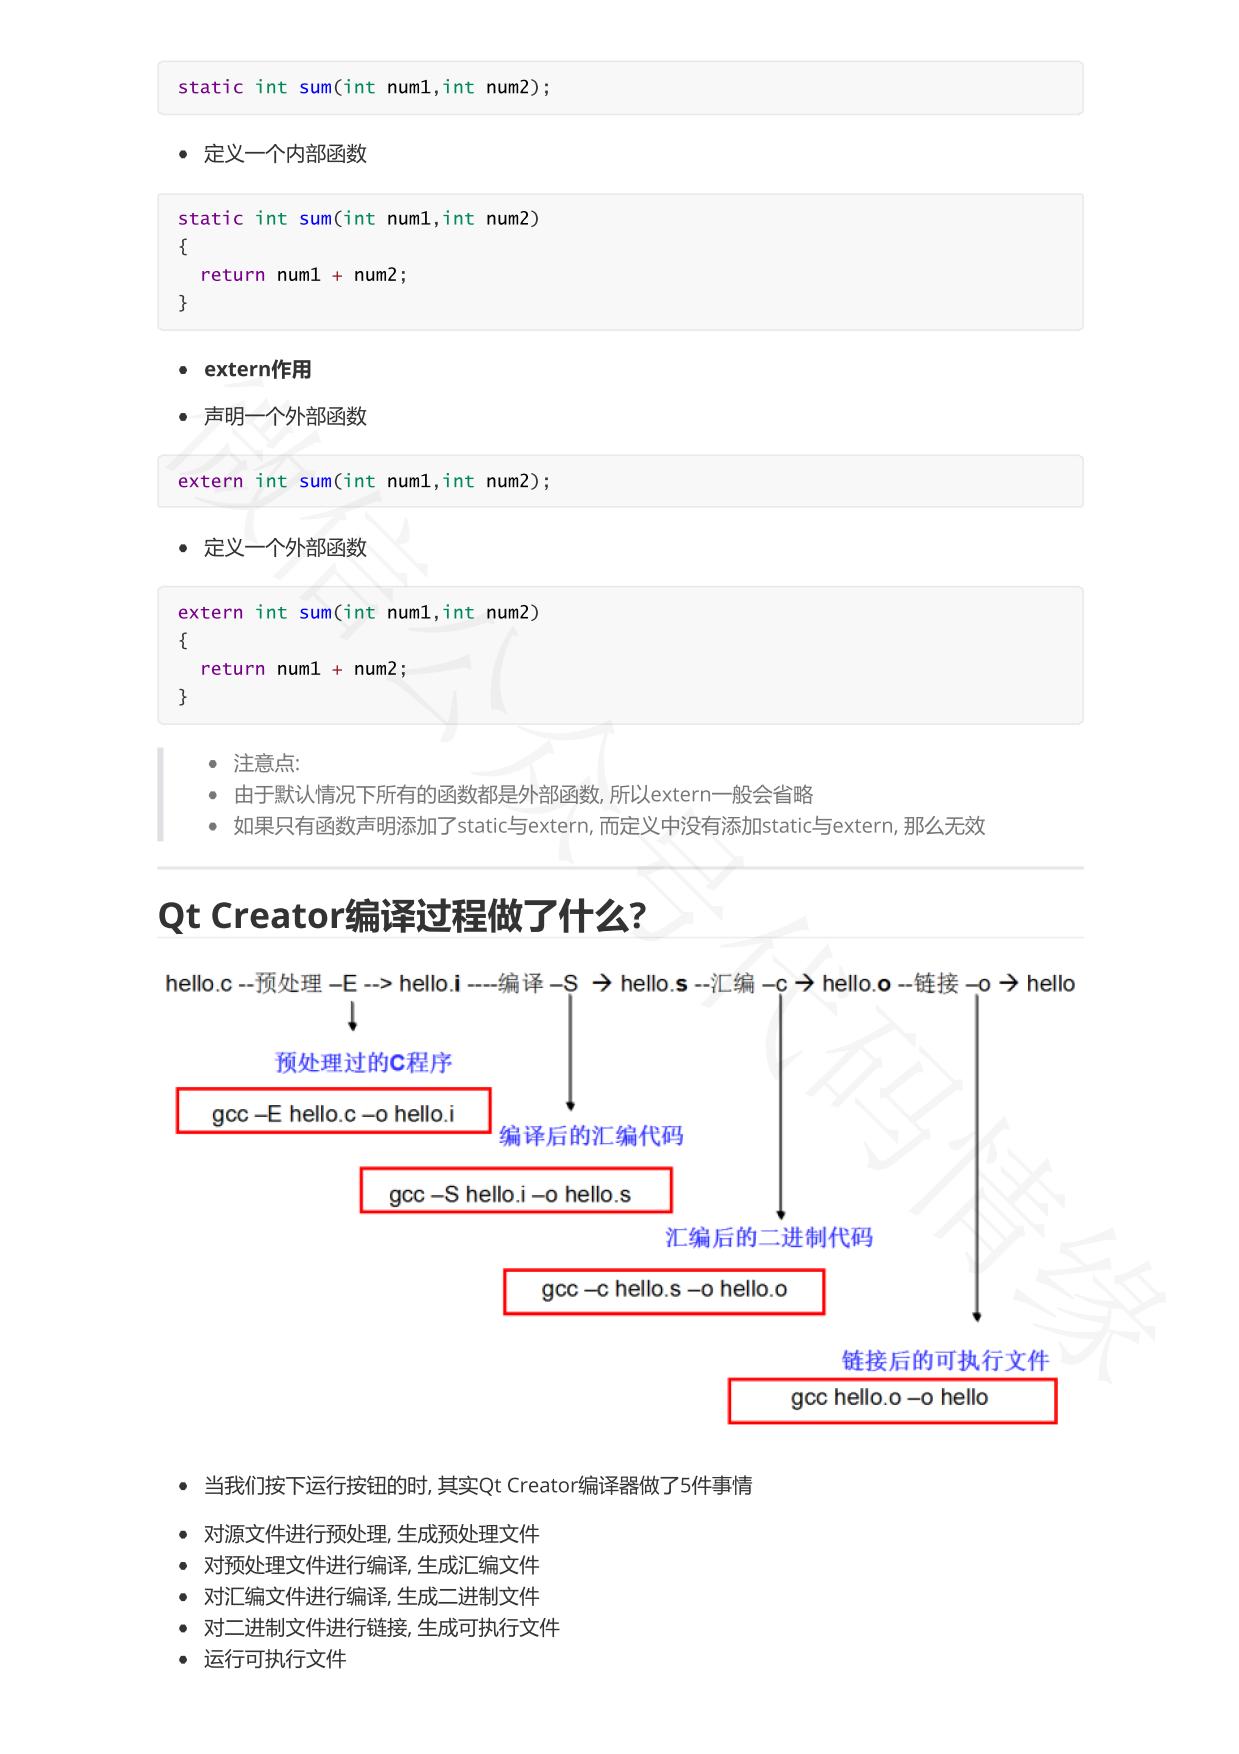 static int sum(int num1,int num2);
• 定义一个内部函数
static int sum(int num1,int num2)
{
  return num1 + num2;
}
• extern作用
• 声明一个外部函数
extern int sum(int num1,int num2);
• 定义一个外部函数
extern int sum(int num1,int num2)
{
  return num1 + num2;
}
• 注意点:
• 由于默认情况下所有的函数都是外部函数, 所以extern一般会省略
• 如果只有函数声明添加了static与extern, 而定义中没有添加static与extern, 那么无效
Qt Creator编译过程做了什么?
hello.c --预处理 –E --> hello.i ----编译 –S → hello.s --汇编 –c → hello.o --链接 –o → hello
预处理过的C程序
gcc –E hello.c –o hello.i
编译后的汇编代码
gcc –S hello.i –o hello.s
汇编后的二进制代码
gcc –c hello.s –o hello.o
链接后的可执行文件
gcc hello.o –o hello
• 当我们按下运行按钮的时, 其实Qt Creator编译器做了5件事情
• 对源文件进行预处理, 生成预处理文件
• 对预处理文件进行编译, 生成汇编文件
• 对汇编文件进行编译, 生成二进制文件
• 对二进制文件进行链接, 生成可执行文件
• 运行可执行文件
微信公众号代码情缘